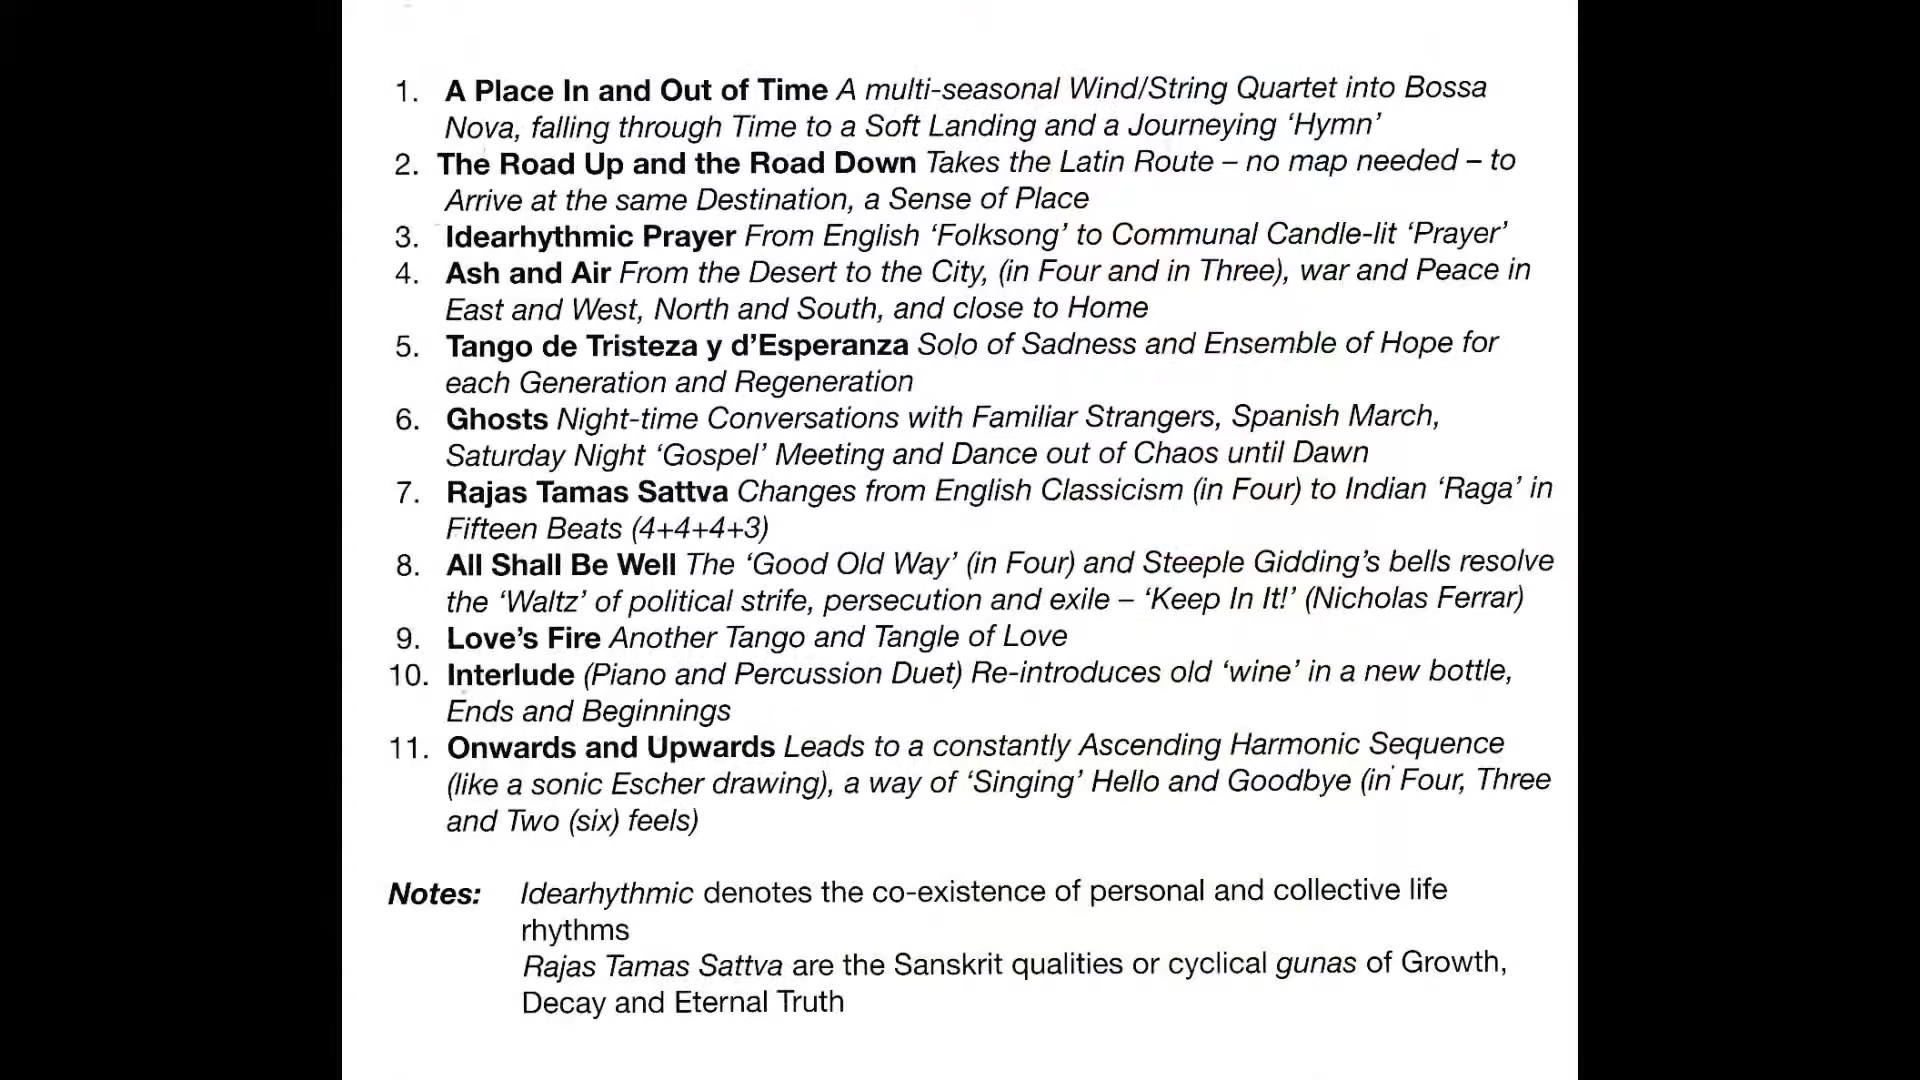 1. A Place In and Out of Time A multi-seasonal Wind/String Quartet into Bossa
Nova, falling through Time to a Soft Landing and a Journeying ‘Hymn’
2. The Road Up and the Road Down Takes the Latin Route – no map needed – to
Arrive at the same Destination, a Sense of Place
3. Idearhythmic Prayer From English ‘Folksong’ to Communal Candle-lit ‘Prayer’
4. Ash and Air From the Desert to the City, (in Four and in Three), war and Peace in
East and West, North and South, and close to Home
5. Tango de Tristeza y d’Esperanza Solo of Sadness and Ensemble of Hope for
each Generation and Regeneration
6. Ghosts Night-time Conversations with Familiar Strangers, Spanish March,
Saturday Night ‘Gospel’ Meeting and Dance out of Chaos until Dawn
7. Rajas Tamas Sattva Changes from English Classicism (in Four) to Indian ‘Raga’ in
Fifteen Beats (4+4+4+3)
8. All Shall Be Well The ‘Good Old Way’ (in Four) and Steeple Gidding’s bells resolve
the ‘Waltz’ of political strife, persecution and exile – ‘Keep In It!’ (Nicholas Ferrar)
9. Love’s Fire Another Tango and Tangle of Love
10. Interlude (Piano and Percussion Duet) Re-introduces old ‘wine’ in a new bottle,
Ends and Beginnings
11. Onwards and Upwards Leads to a constantly Ascending Harmonic Sequence
(like a sonic Escher drawing), a way of ‘Singing’ Hello and Goodbye (in Four, Three
and Two (six) feels)
Notes: Idearhythmic denotes the co-existence of personal and collective life
rhythms
Rajas Tamas Sattva are the Sanskrit qualities or cyclical gunas of Growth,
Decay and Eternal Truth